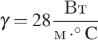 γ = 28 Вт / м · °С